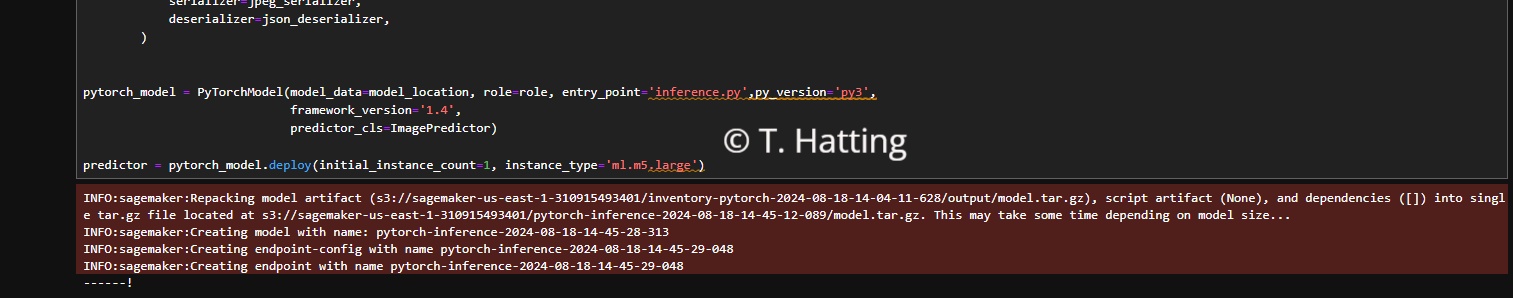 serializer=jpeg_serializer,
deserializer=json_deserializer,
)
pytorch_model = PyTorchModel(model_data=model_location, role=role, entry_point='inference.py',py_version='py3',
framework_version='1.4',
predictor_cls=ImagePredictor)
© T. Hatting
predictor = pytorch_model.deploy(initial_instance_count=1, instance_type='ml.m5.large')
INFO:sagemaker:Repacking model artifact (s3://sagemaker-us-east-1-310915493401/inventory-pytorch-2024-08-18-14-04-11-628/output/model.tar.gz), script artifact (None), and dependencies ([]) into singl
e tar.gz file located at s3://sagemaker-us-east-1-310915493401/pytorch-inference-2024-08-18-14-45-12-089/model.tar.gz. This may take some time depending on model size...
INFO:sagemaker:Creating model with name: pytorch-inference-2024-08-18-14-45-28-313
INFO:sagemaker:Creating endpoint-config with name pytorch-inference-2024-08-18-14-45-29-048
INFO:sagemaker:Creating endpoint with name pytorch-inference-2024-08-18-14-45-29-048
------!